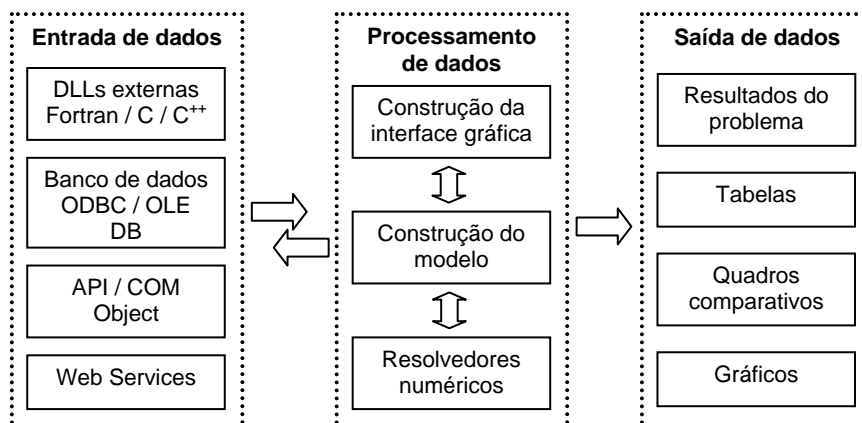 Entrada de dados
DLLs externas
Fortran / C / C++
Banco de dados
ODBC / OLE
DB
API / COM
Object
Web Services
Processamento
de dados
Construção da
interface gráfica
Construção do
modelo
Resolvedores
numéricos
Saída de dados
Resultados do
problema
Tabelas
Quadros
comparativos
Gráficos